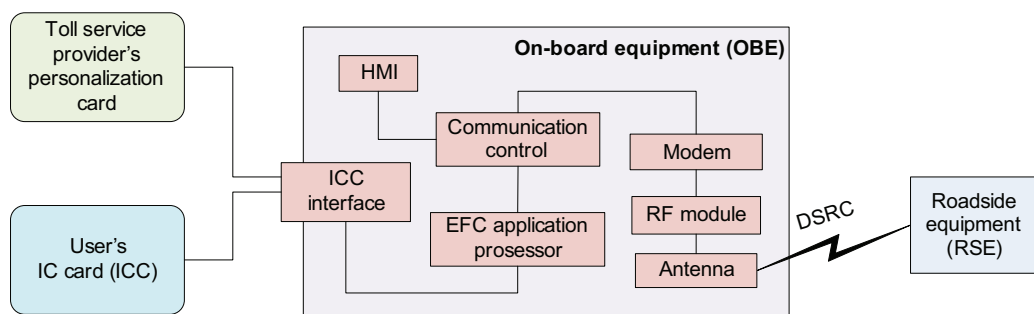 Toll service
provider's
personalization
card
User's
IC card (ICC)
On-board equipment (OBE)
HMI
Communication
control
ICC
interface
EFC application
prosessor
Modem
RF module
Antenna
DSRC
Roadside
equipment
(RSE)